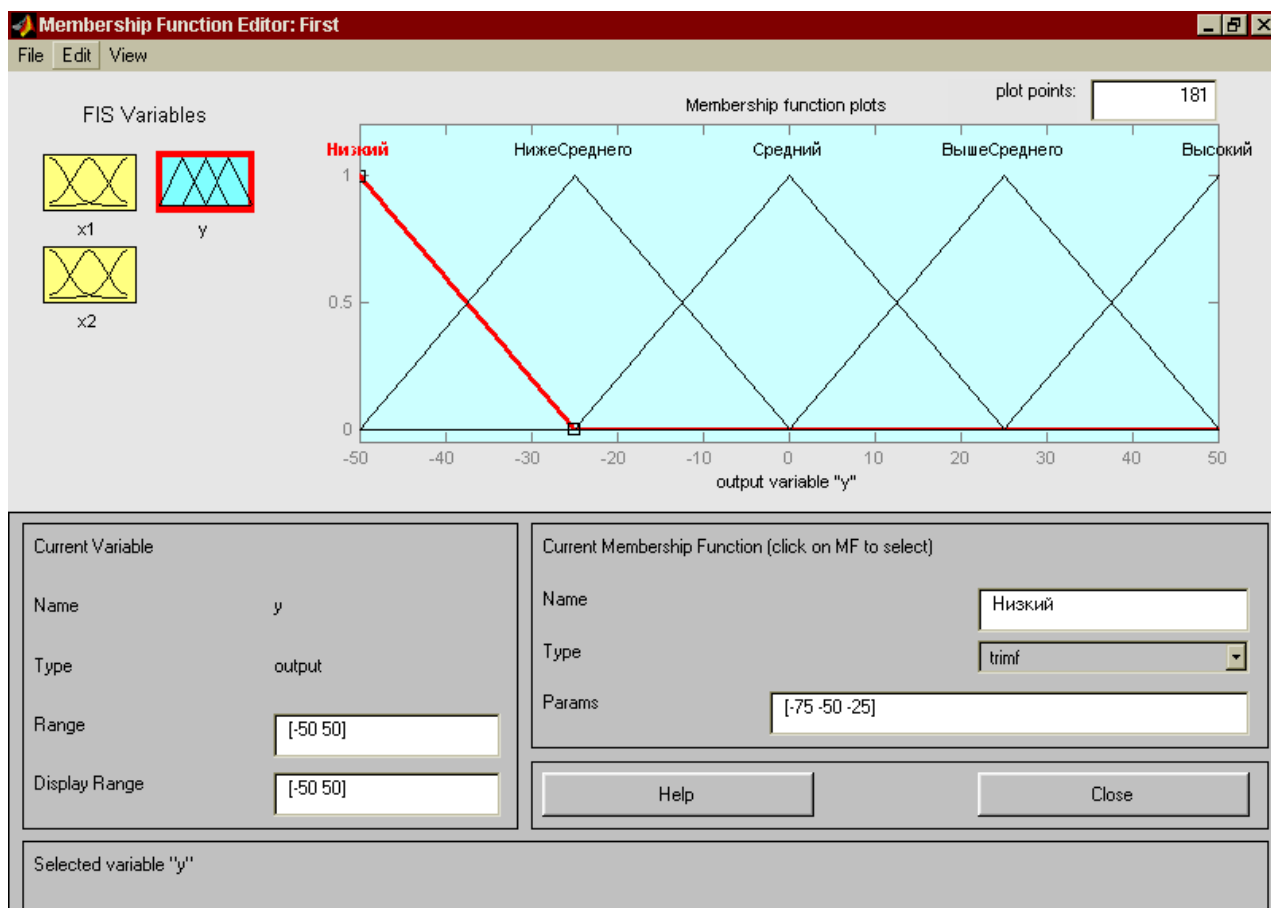 Membership Function Editor: First
File Edit View
FIS Variables
x1
y
x2
plot points: 181
Membership function plots
Низкий НижеСреднего Средний ВышеСреднего Высокий
1
0.5
0
-50 -40 -30 -20 -10 0 10 20 30 40 50
output variable "y"
Current Variable
Name y
Type output
Range [-50 50]
Display Range [-50 50]
Current Membership Function (click on MF to select)
Name Низкий
Type trimf
Params [-75 -50 -25]
Help Close
Selected variable "y"